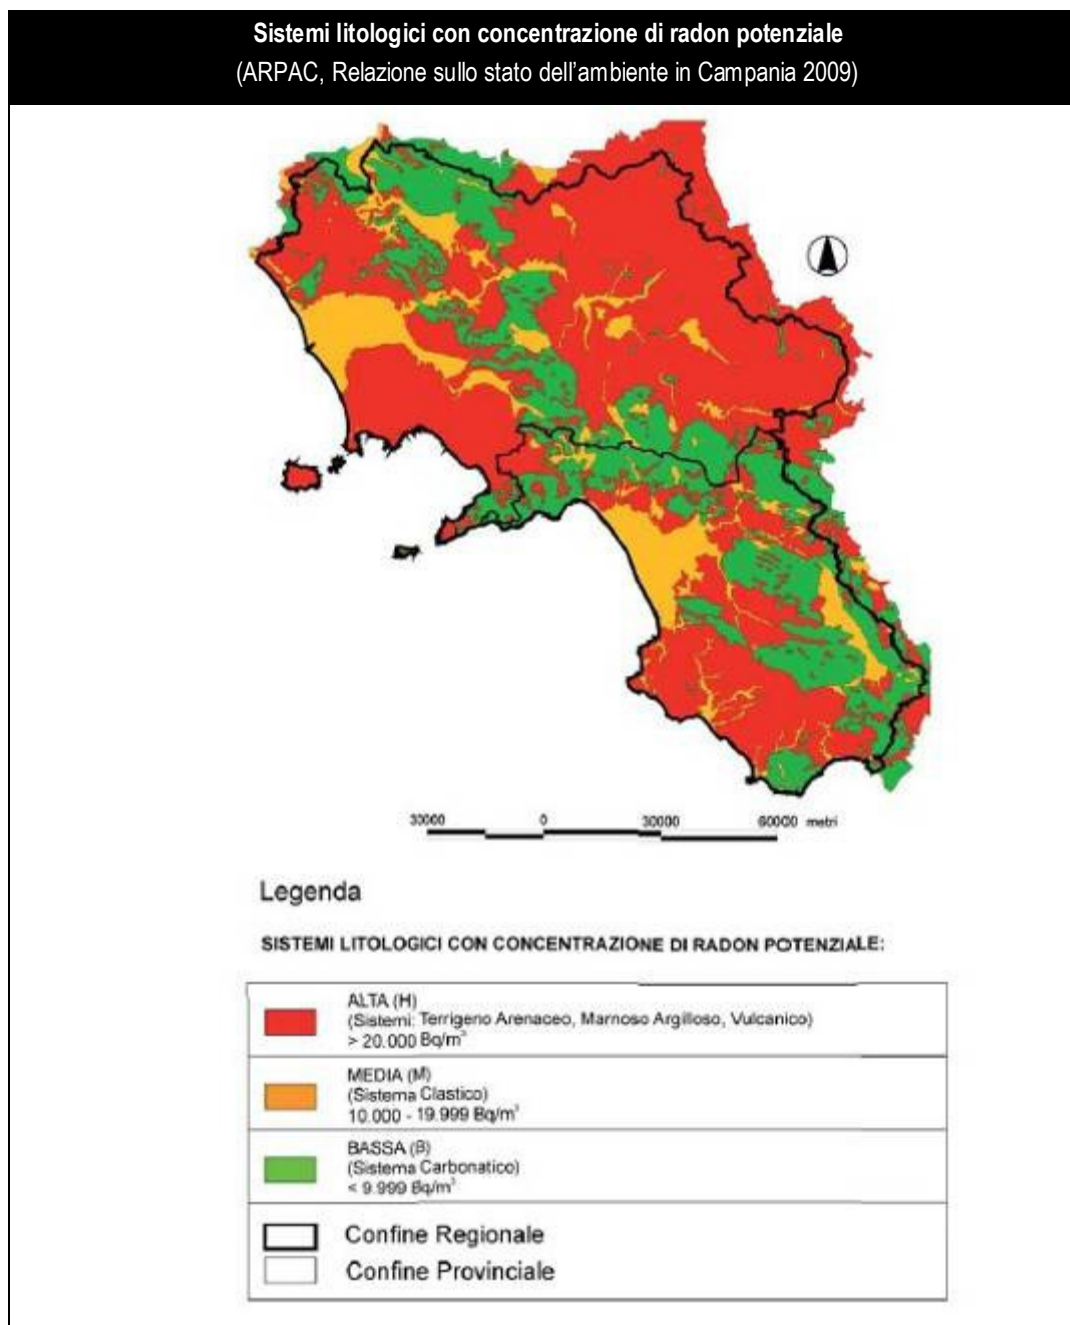 Sistemi litologici con concentrazione di radon potenziale
(ARPAC, Relazione sullo stato dell'ambiente in Campania 2009)
30000 0 30000 60000 metri
Legenda
SISTEMI LITOLOGICI CON CONCENTRAZIONE DI RADON POTENZIALE:
ALTA (H)
(Sistemi: Terrigeno Arenaceo, Marnoso Argilloso, Vulcanico)
> 20.000 Bq/m³
MEDIA (M)
(Sistema Clastico)
10.000 - 19.999 Bq/m³
BASSA (B)
(Sistema Carbonatico)
< 9.999 Bq/m³
Confine Regionale
Confine Provinciale